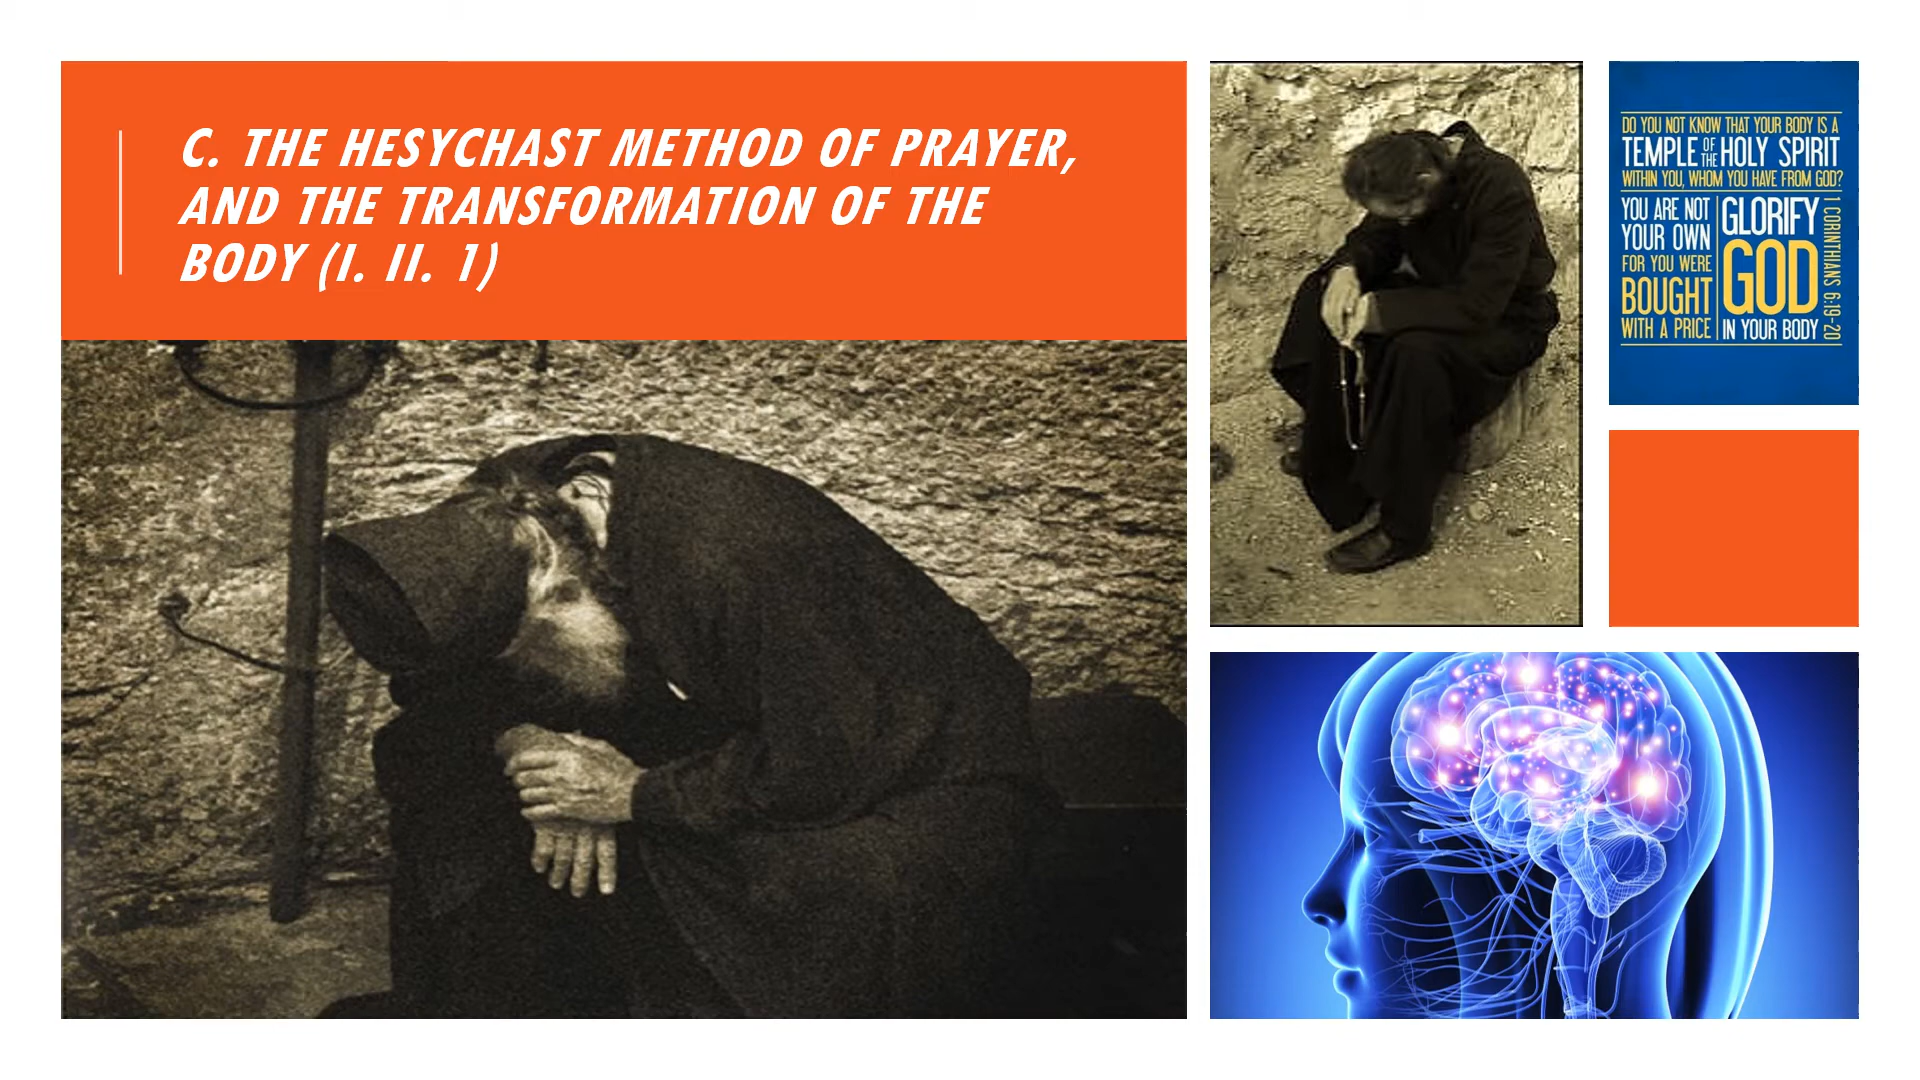 C. THE HESYCHAST METHOD OF PRAYER,
AND THE TRANSFORMATION OF THE
BODY (I. II. 1)
DO YOU NOT KNOW THAT YOUR BODY IS A
TEMPLE OF THE HOLY SPIRIT
WITHIN YOU, WHOM YOU HAVE FROM GOD?
YOU ARE NOT
YOUR OWN
FOR YOU WERE
BOUGHT
WITH A PRICE
GLORIFY
GOD
IN YOUR BODY
1 CORINTHIANS 6:19-20